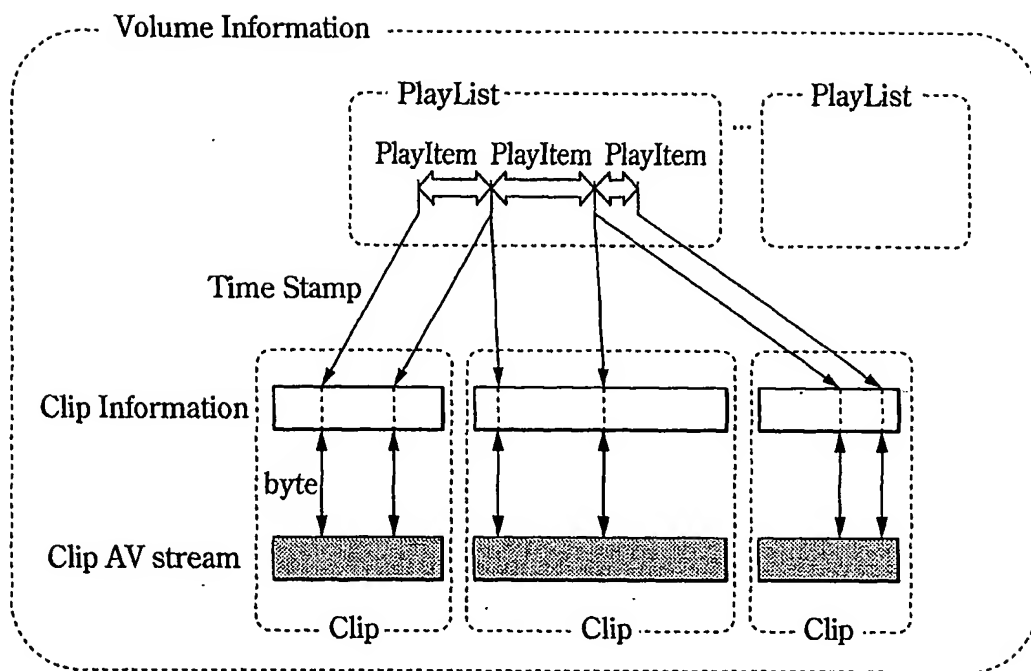 Volume Information
PlayList
PlayList
...
PlayItem PlayItem PlayItem
Time Stamp
Clip Information
byte
Clip AV stream
Clip
Clip
Clip